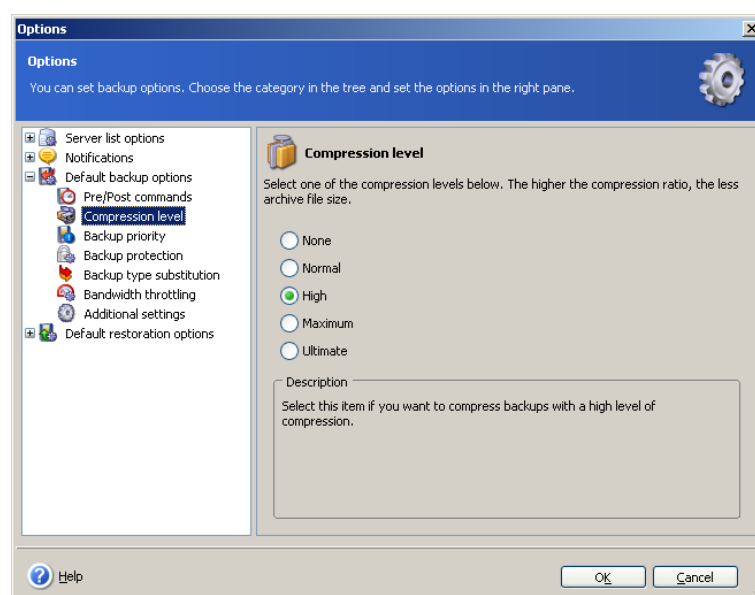 Options
Options
You can set backup options. Choose the category in the tree and set the options in the right pane.
Server list options
Notifications
Default backup options
Pre/Post commands
Compression level
Backup priority
Backup protection
Backup type substitution
Bandwidth throttling
Additional settings
Default restoration options
Compression level
Select one of the compression levels below. The higher the compression ratio, the less
archive file size.
None
Normal
High
Maximum
Ultimate
Description
Select this item if you want to compress backups with a high level of
compression.
Help
OK
Cancel